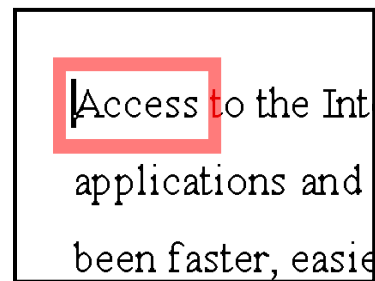 Access to the Int
applications and
been faster, easie